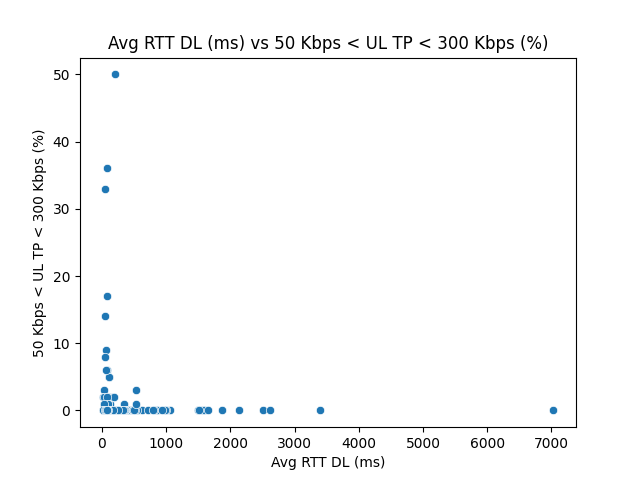 Avg RTT DL (ms) vs 50 Kbps < UL TP < 300 Kbps (%)
50 Kbps < UL TP < 300 Kbps (%)
50
40
30
20
10
0
0 1000 2000 3000 4000 5000 6000 7000
Avg RTT DL (ms)